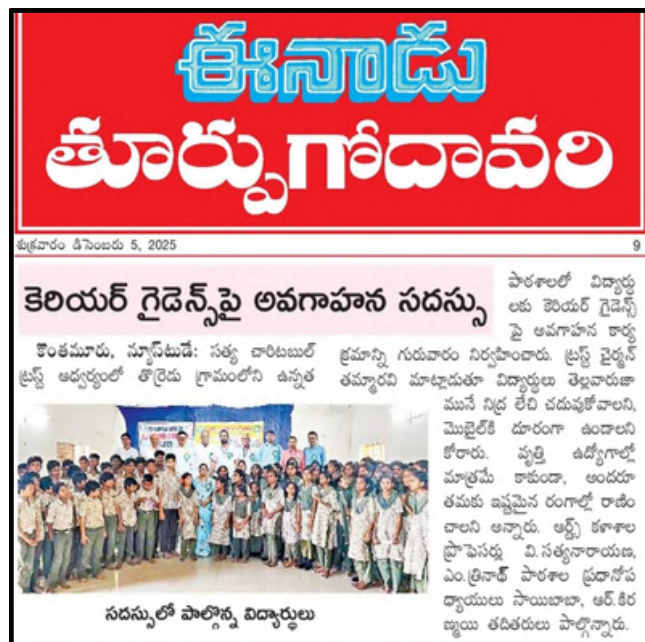 ఈనాడు
తూర్పుగోదావరి
శుక్రవారం డిసెంబరు 5, 2025
9
కెరియర్ గైడెన్స్‌పై అవగాహన సదస్సు
కొంతమూరు, న్యూస్‌టుడే: సత్య చారిటబుల్
ట్రస్ట్ ఆధ్వర్యంలో తొర్రెడు గ్రామంలోని ఉన్నత
పాఠశాలలో విద్యార్థు
లకు కెరియర్ గైడెన్స్
పై అవగాహన కార్య
క్రమాన్ని గురువారం నిర్వహించారు. ట్రస్ట్ ఛైర్మన్
తమ్మారవి మాట్లాడుతూ విద్యార్థులు తెల్లవారుజా
మునే నిద్ర లేచి చదువుకోవాలని,
మొబైల్‌కి దూరంగా ఉండాలని
కోరారు. వృత్తి ఉద్యోగాల్లో
మాత్రమే కాకుండా, అందరూ
తమకు ఇష్టమైన రంగాల్లో రాణిం
చాలని అన్నారు. ఆర్ట్స్ కళాశాల
ప్రొఫెసర్లు వి.సత్యనారాయణ,
ఎం.త్రినాథ్ పాఠశాల ప్రధానోప
ధ్యాయులు సాయిబాబా, ఆర్.కిర
ణ్మయి తదితరులు పాల్గొన్నారు.
సదస్సులో పాల్గొన్న విద్యార్థులు